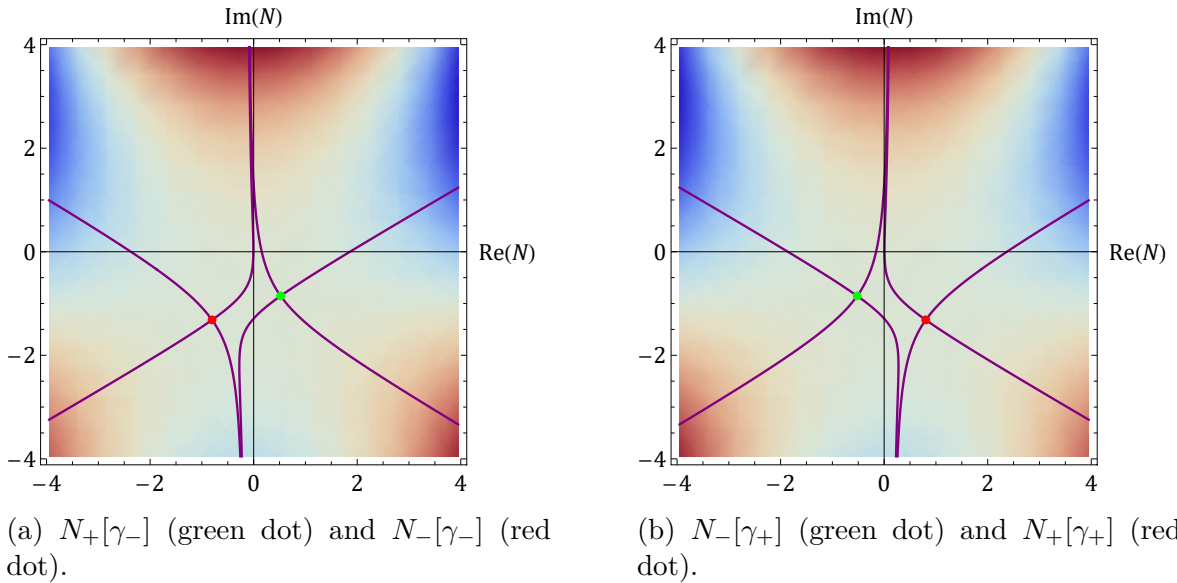 Im(N)
Im(N)
4
2
0
−2
−4
Re(N)
−4
−2
0
2
4
4
2
0
−2
−4
Re(N)
−4
−2
0
2
4
(a) N₊[γ₋] (green dot) and N₋[γ₋] (red
dot).
(b) N₋[γ₊] (green dot) and N₊[γ₊] (red
dot).